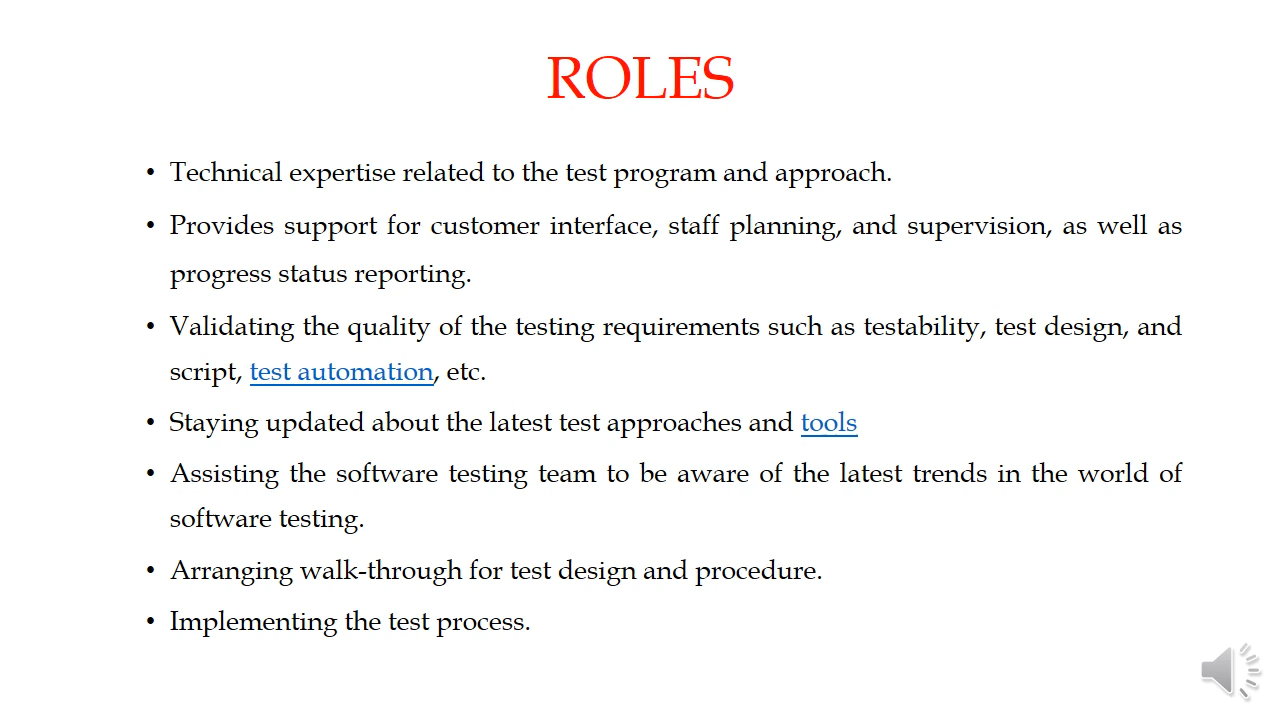 ROLES
• Technical expertise related to the test program and approach.
• Provides support for customer interface, staff planning, and supervision, as well as
progress status reporting.
• Validating the quality of the testing requirements such as testability, test design, and
script, test automation, etc.
• Staying updated about the latest test approaches and tools
• Assisting the software testing team to be aware of the latest trends in the world of
software testing.
• Arranging walk-through for test design and procedure.
• Implementing the test process.